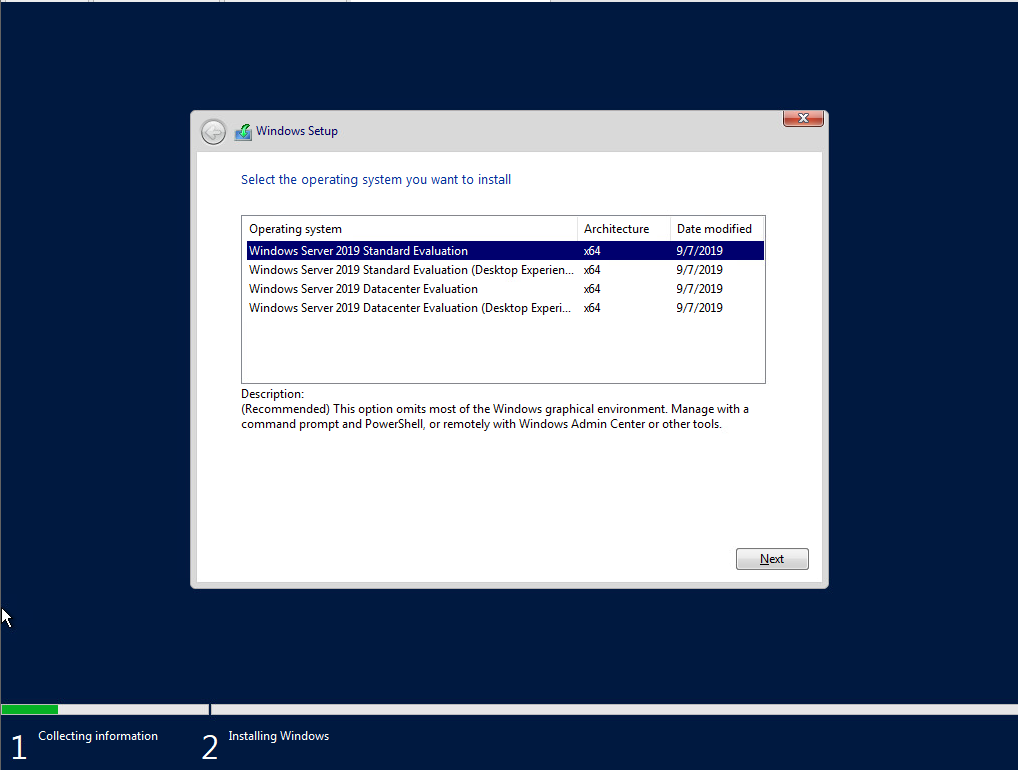 Windows Setup
Select the operating system you want to install
Operating system Architecture Date modified
Windows Server 2019 Standard Evaluation x64 9/7/2019
Windows Server 2019 Standard Evaluation (Desktop Experien... x64 9/7/2019
Windows Server 2019 Datacenter Evaluation x64 9/7/2019
Windows Server 2019 Datacenter Evaluation (Desktop Experi... x64 9/7/2019
Description:
(Recommended) This option omits most of the Windows graphical environment. Manage with a
command prompt and PowerShell, or remotely with Windows Admin Center or other tools.
Next
1 Collecting information 2 Installing Windows